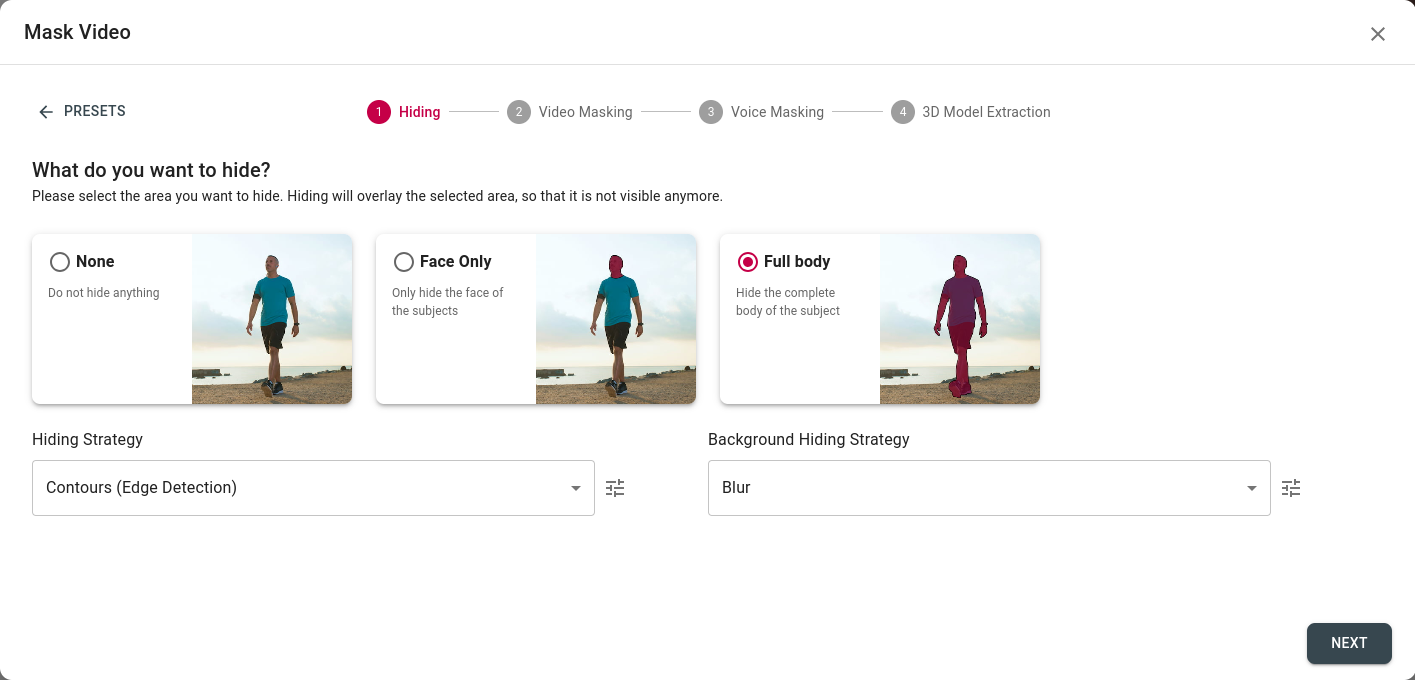 Mask Video
PRESETS
1 Hiding 2 Video Masking 3 Voice Masking 4 3D Model Extraction
What do you want to hide?
Please select the area you want to hide. Hiding will overlay the selected area, so that it is not visible anymore.
None
Do not hide anything
Face Only
Only hide the face of
the subjects
Full body
Hide the complete
body of the subject
Hiding Strategy
Contours (Edge Detection)
Background Hiding Strategy
Blur
NEXT